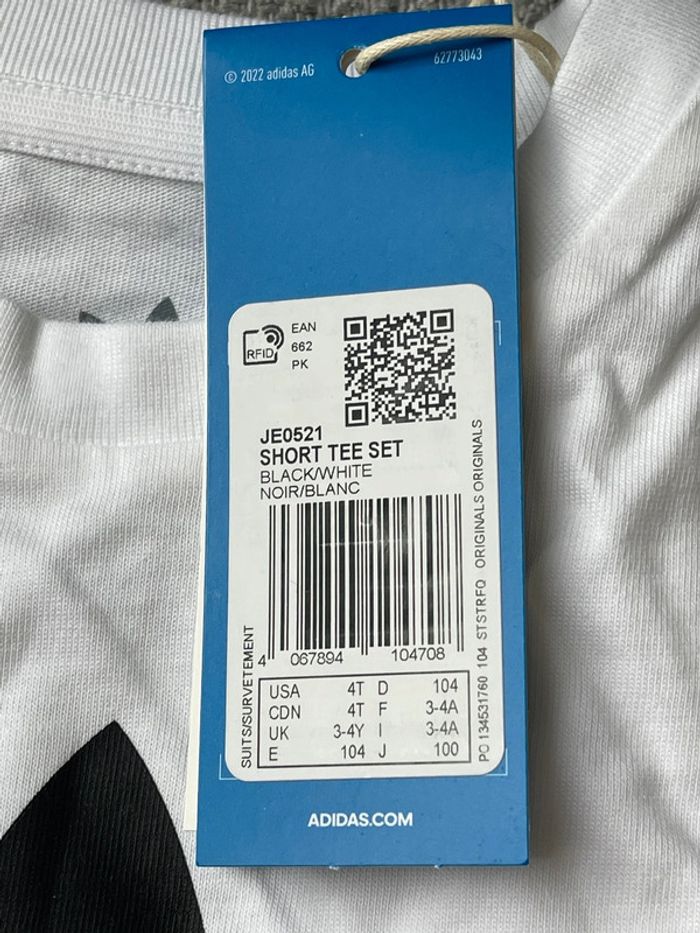 © 2022 adidas AG
62773043
RFID
EAN
662
PK
JE0521
SHORT TEE SET
BLACK/WHITE
NOIR/BLANC
SUITS/SURVETEMENT
PO 134531760 104 STSTRFO ORIGINALS ORIGINALS
4 067894 104708
USA 4T D 104
CDN 4T F 3-4A
UK 3-4Y I 3-4A
E 104 J 100
ADIDAS.COM